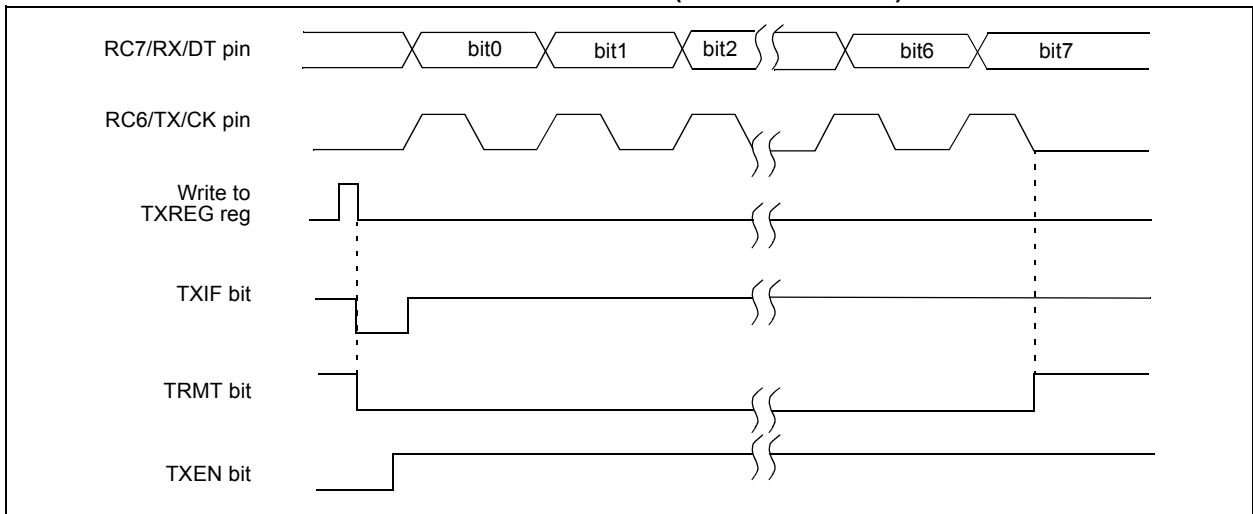 RC7/RX/DT pin
bit0
bit1
bit2
bit6
bit7
RC6/TX/CK pin
Write to
TXREG reg
TXIF bit
TRMT bit
TXEN bit